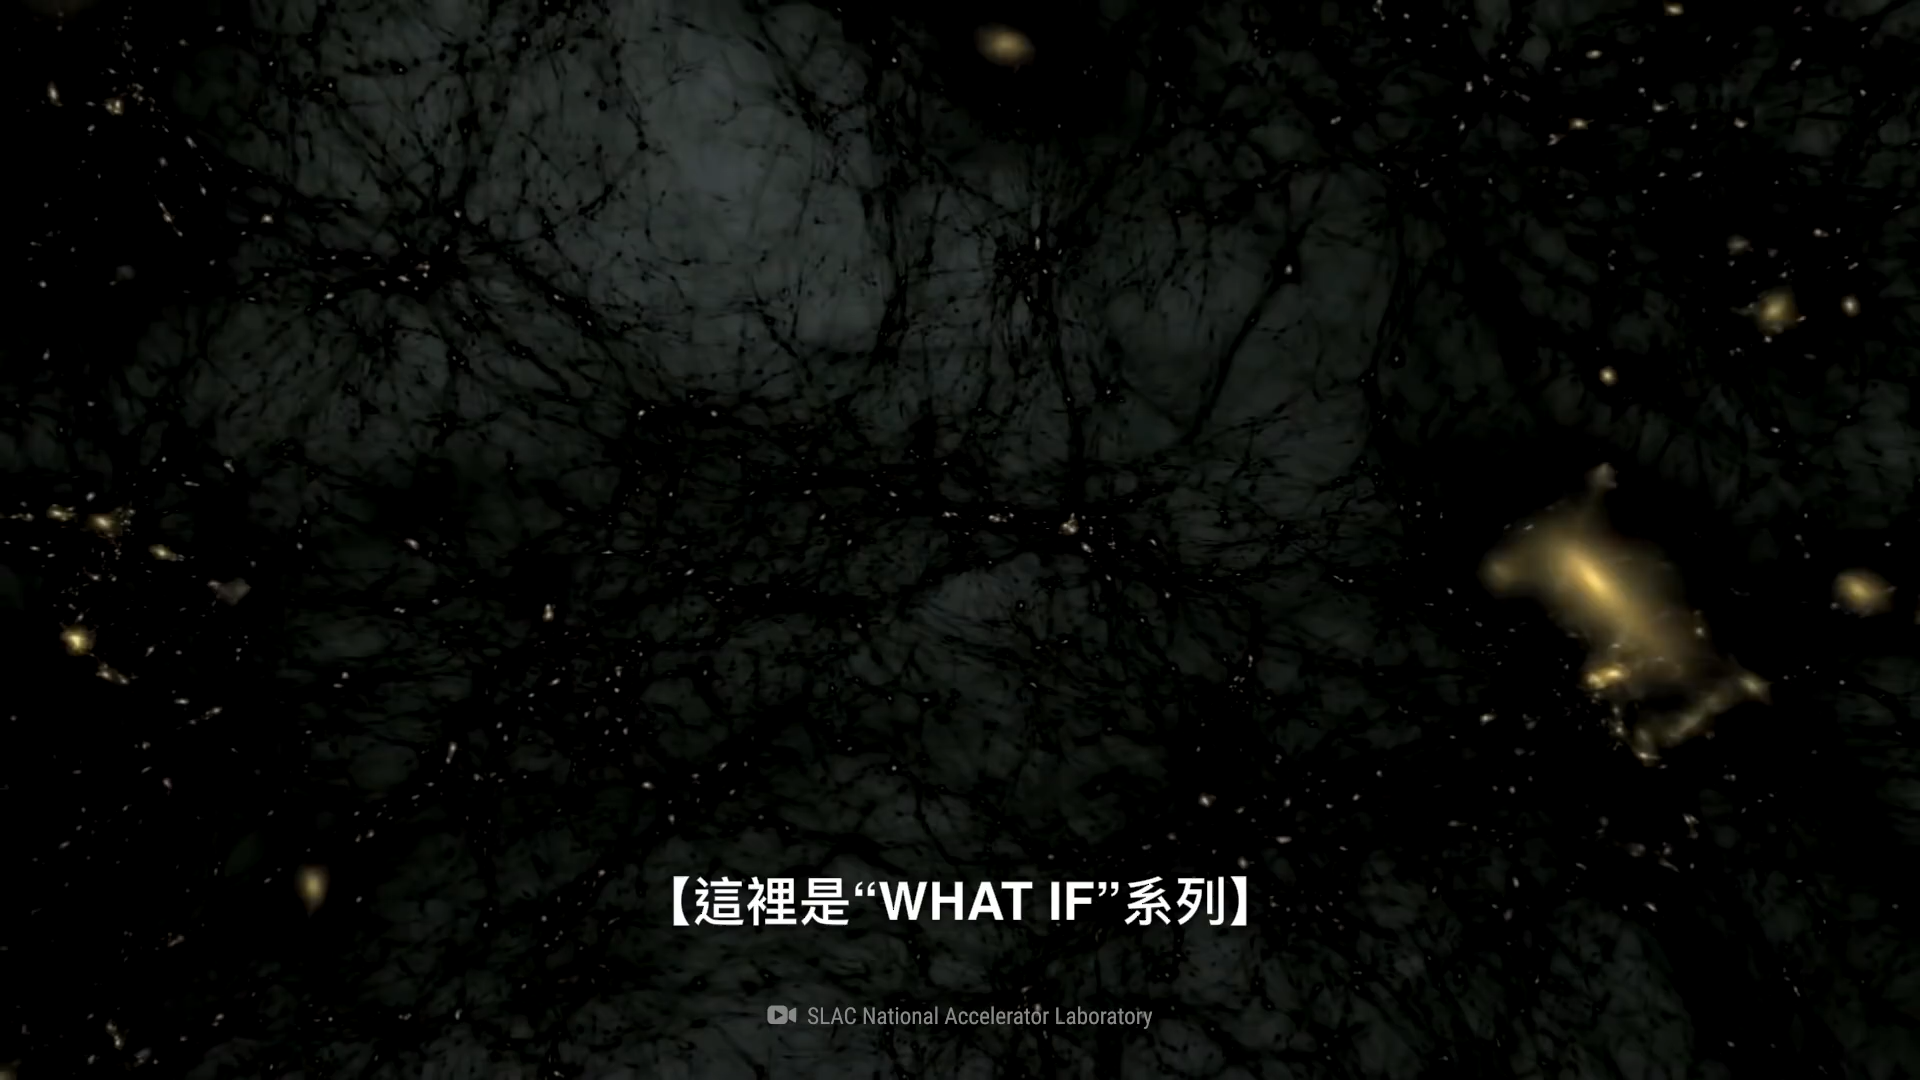 【這裡是“WHAT IF”系列】
SLAC National Accelerator Laboratory